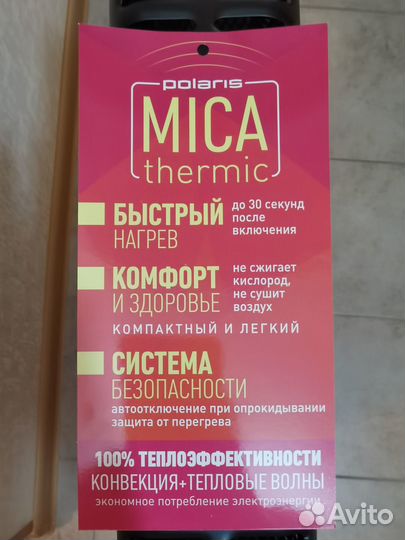 polaris
MICA
thermic
БЫСТРЫЙ
НАГРЕВ
до 30 секунд
после
включения
КОМФОРТ
И ЗДОРОВЬЕ
не сжигает
кислород,
не сушит
воздух
КОМПАКТНЫЙ И ЛЕГКИЙ
СИСТЕМА
БЕЗОПАСНОСТИ
автоотключение при опрокидывании
защита от перегрева
100% ТЕПЛОЭФФЕКТИВНОСТИ
КОНВЕКЦИЯ+ТЕПЛОВЫЕ ВОЛНЫ
экономное потребление электроэнергии
Avito